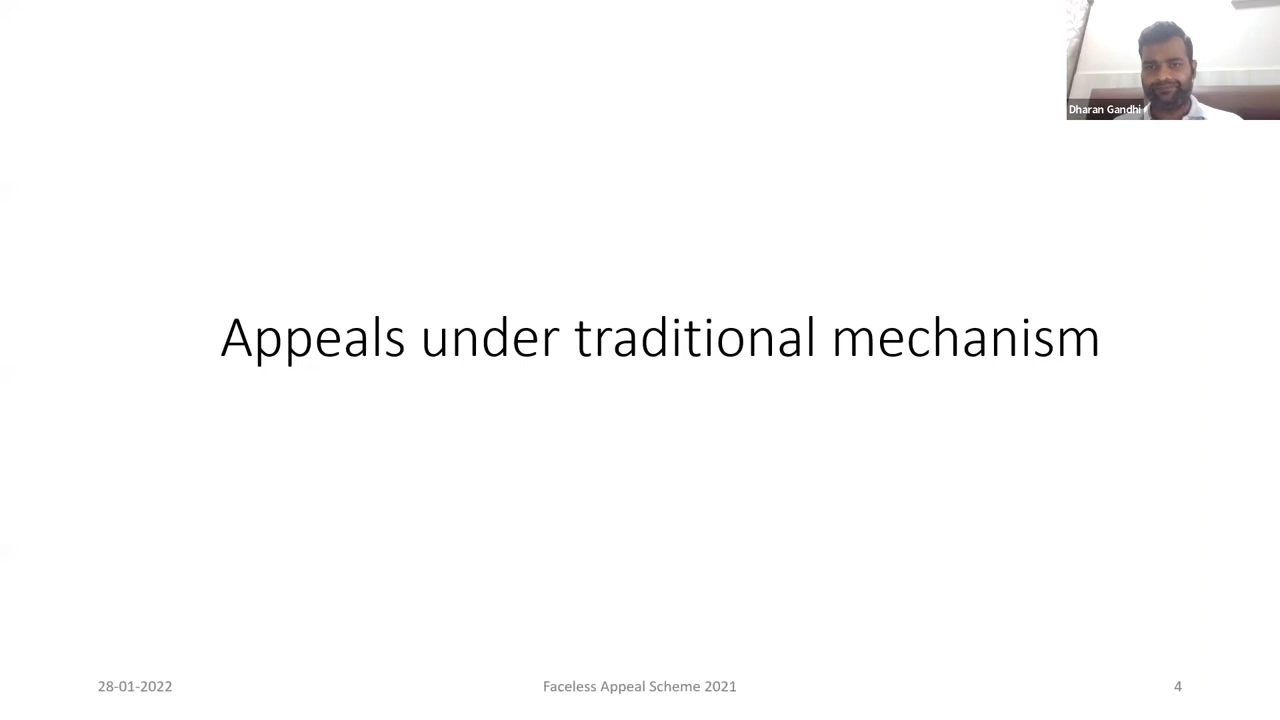 Dharan Gandhi
Appeals under traditional mechanism
28-01-2022
Faceless Appeal Scheme 2021
4